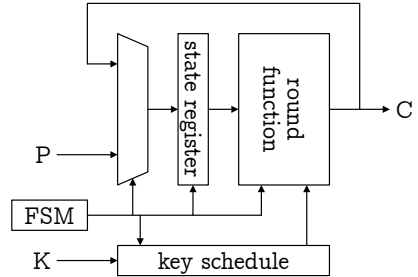 state register
round
function
C
P
FSM
K
key schedule